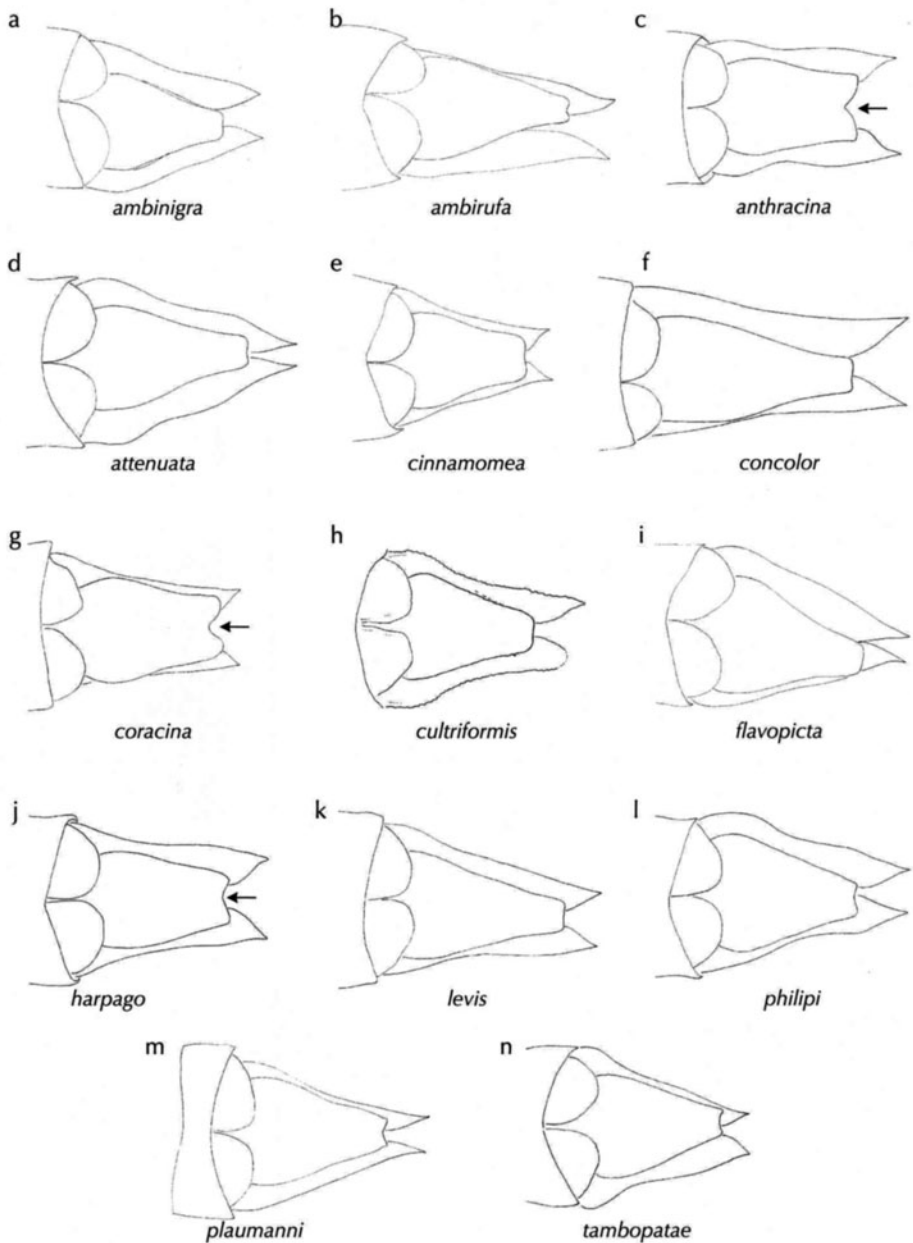 a b c
ambinigra ambirufa anthracina
d e f
attenuata cinnamomea concolor
g h i
coracina cultriformis flavopicta
j k l
harpago levis philipi
m n
plaumanni tambopatae